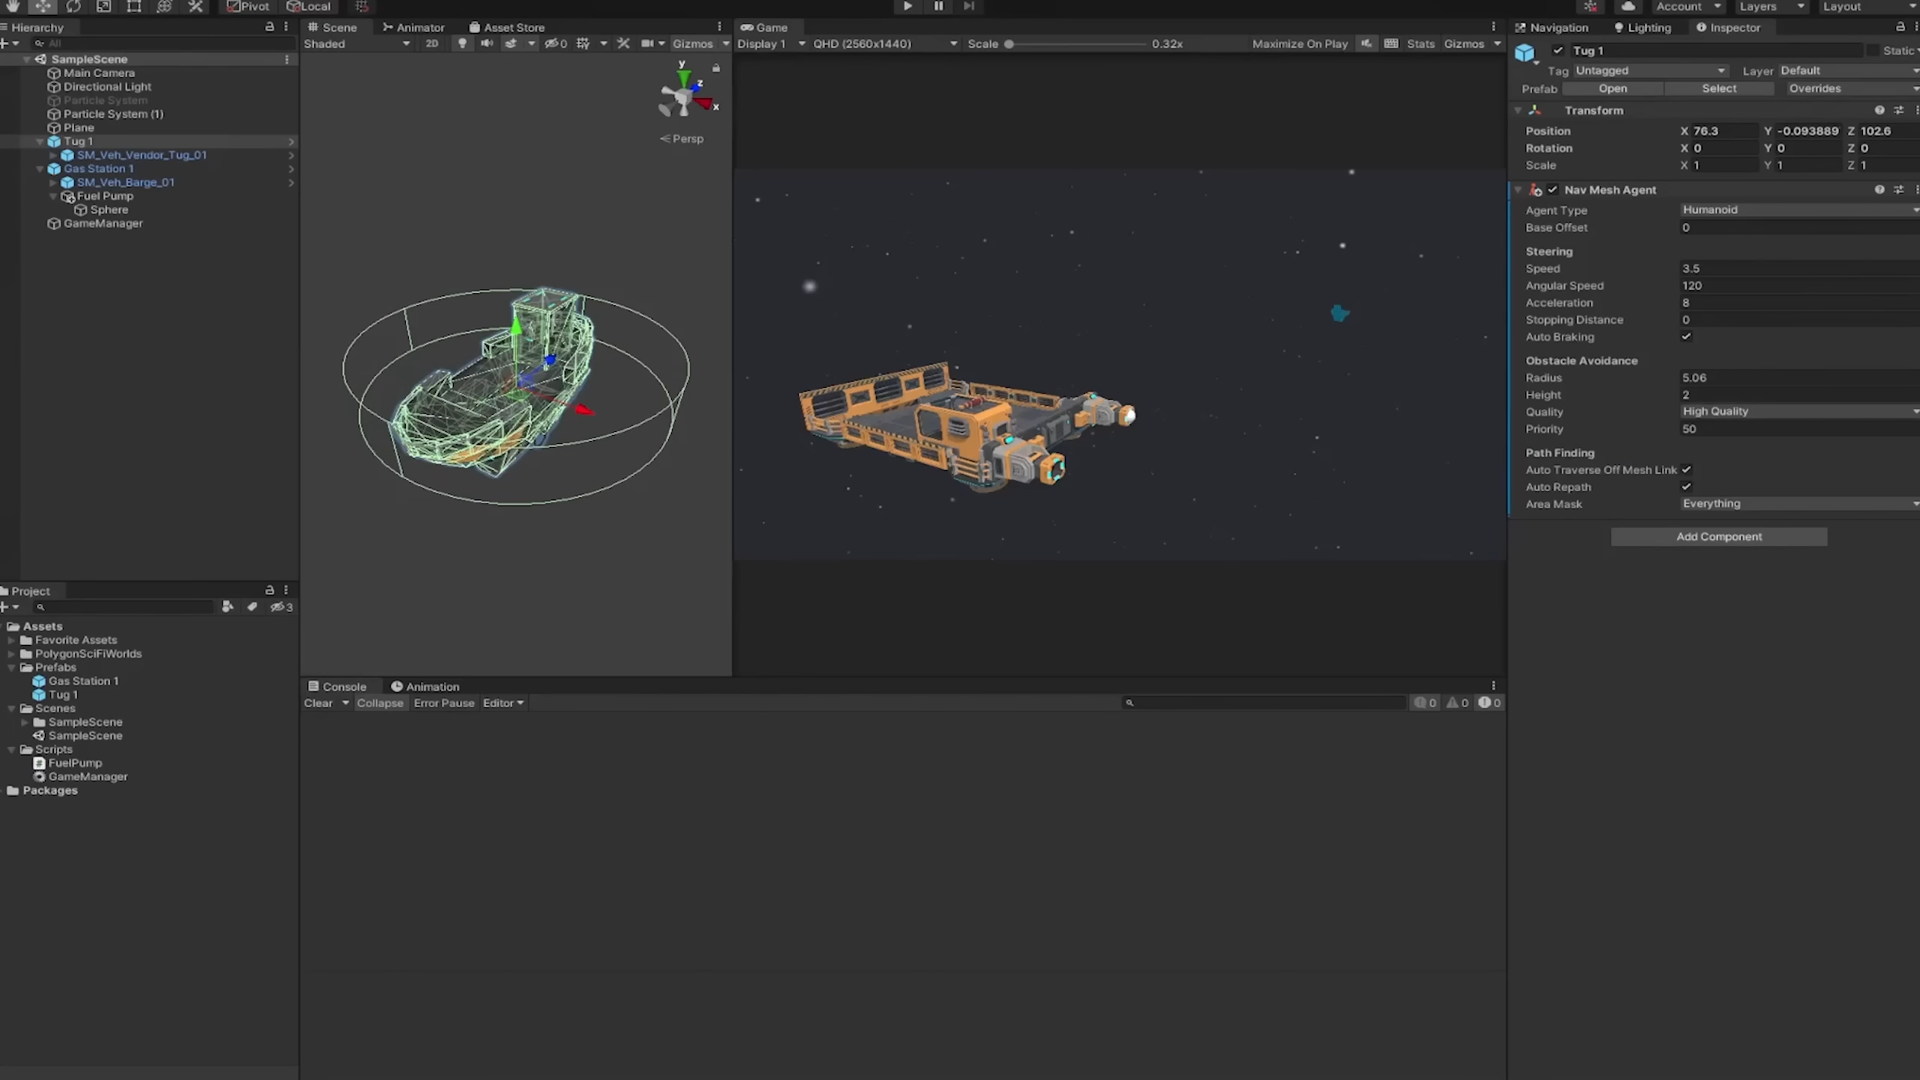 Pivot
Local
Account
Layers
Layout
Hierarchy
All
SampleScene
Main Camera
Directional Light
Particle System
Particle System (1)
Plane
Tug 1
SM_Veh_Vendor_Tug_01
Gas Station 1
SM_Veh_Barge_01
Fuel Pump
Sphere
GameManager
Scene
Animator
Asset Store
Shaded
2D
0
Gizmos
y
z
x
Persp
Game
Display 1
QHD (2560x1440)
Scale
0.32x
Maximize On Play
Stats
Gizmos
Navigation
Lighting
Inspector
Tug 1
Static
Tag Untagged
Layer Default
Prefab
Open
Select
Overrides
Transform
Position X 76.3 Y -0.093889 Z 102.6
Rotation X 0 Y 0 Z 0
Scale X 1 Y 1 Z 1
Nav Mesh Agent
Agent Type Humanoid
Base Offset 0
Steering
Speed 3.5
Angular Speed 120
Acceleration 8
Stopping Distance 0
Auto Braking
Obstacle Avoidance
Radius 5.06
Height 2
Quality High Quality
Priority 50
Path Finding
Auto Traverse Off Mesh Link
Auto Repath
Area Mask Everything
Add Component
Project
3
Assets
Favorite Assets
PolygonSciFiWorlds
Prefabs
Gas Station 1
Tug 1
Scenes
SampleScene
SampleScene
Scripts
FuelPump
GameManager
Packages
Console
Animation
Clear
Collapse
Error Pause
Editor
0
0
0